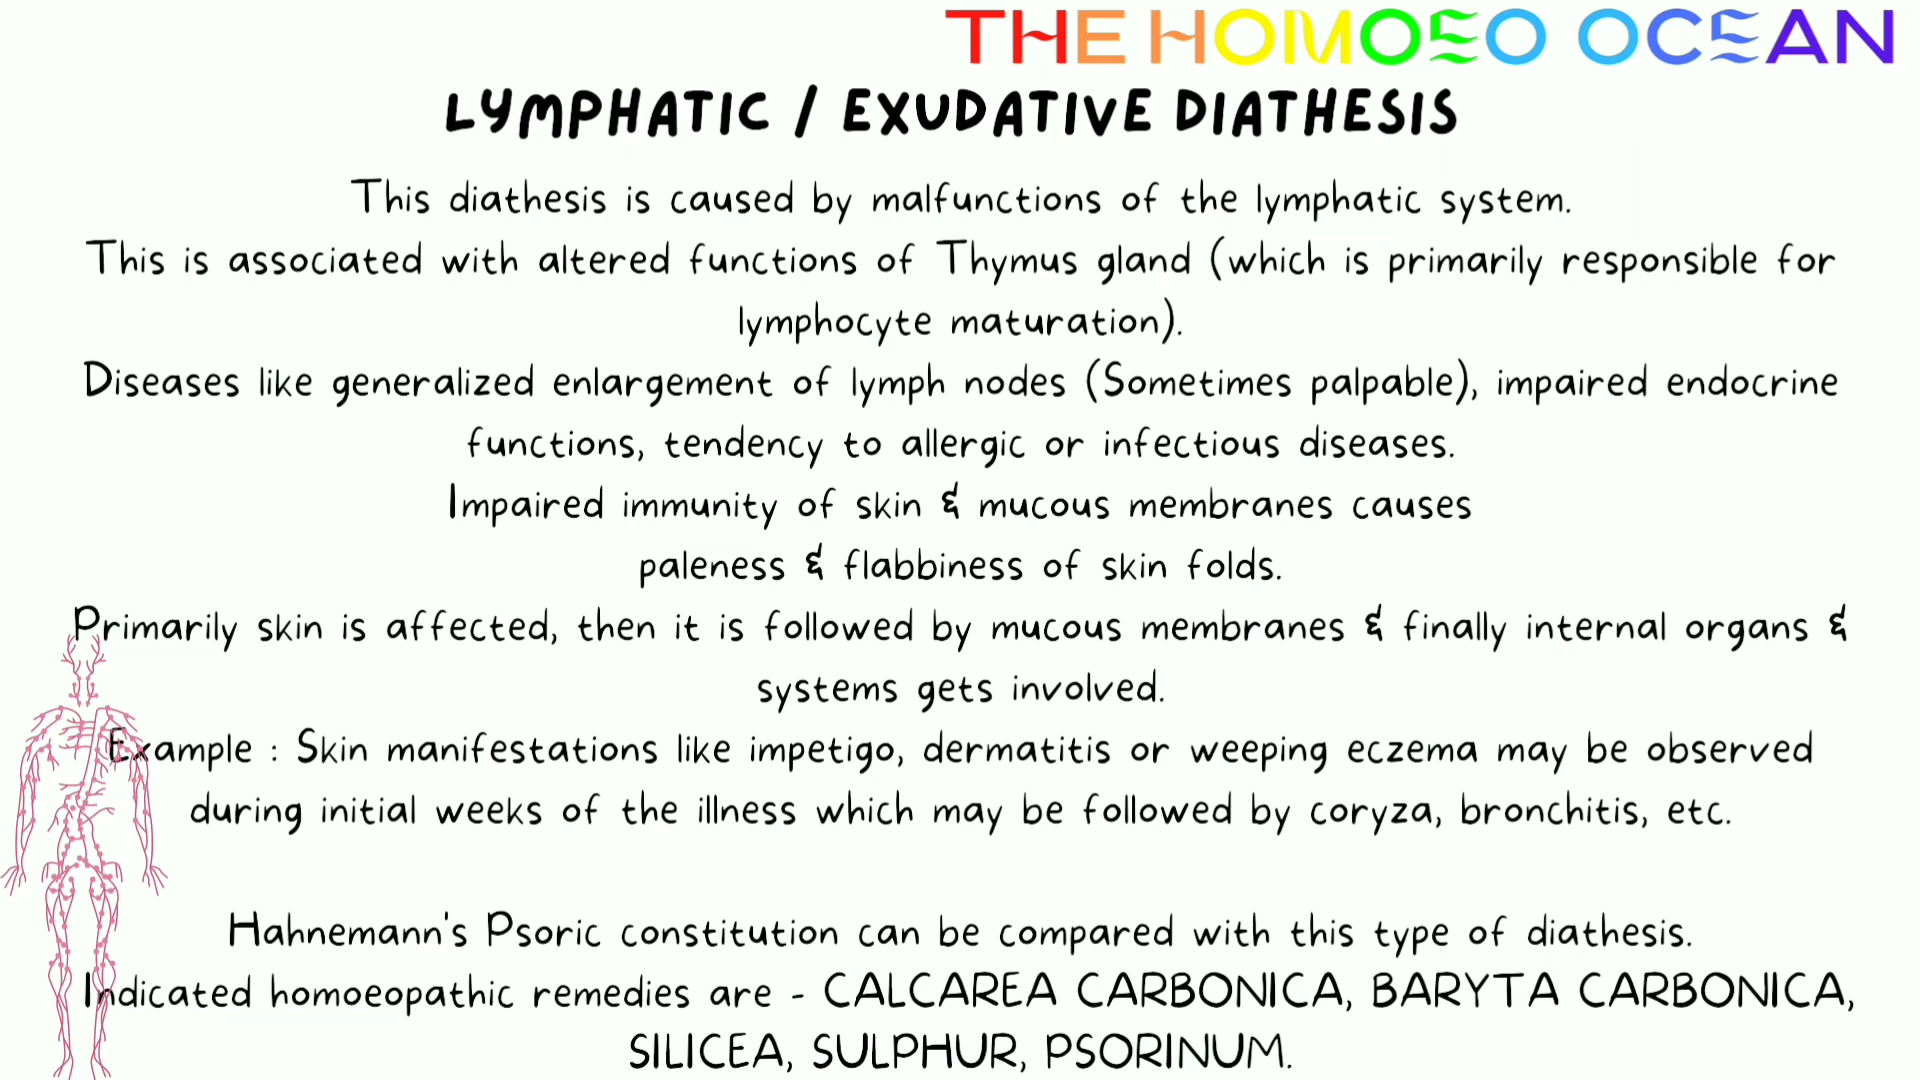 THE HOMOEO OCEAN
LYMPHATIC / EXUDATIVE DIATHESIS
This diathesis is caused by malfunctions of the lymphatic system.
This is associated with altered functions of Thymus gland (which is primarily responsible for
lymphocyte maturation).
Diseases like generalized enlargement of lymph nodes (Sometimes palpable), impaired endocrine
functions, tendency to allergic or infectious diseases.
Impaired immunity of skin & mucous membranes causes
paleness & flabbiness of skin folds.
Primarily skin is affected, then it is followed by mucous membranes & finally internal organs &
systems gets involved.
Example : Skin manifestations like impetigo, dermatitis or weeping eczema may be observed
during initial weeks of the illness which may be followed by coryza, bronchitis, etc.
Hahnemann's Psoric constitution can be compared with this type of diathesis.
Indicated homoeopathic remedies are - CALCAREA CARBONICA, BARYTA CARBONICA,
SILICEA, SULPHUR, PSORINUM.